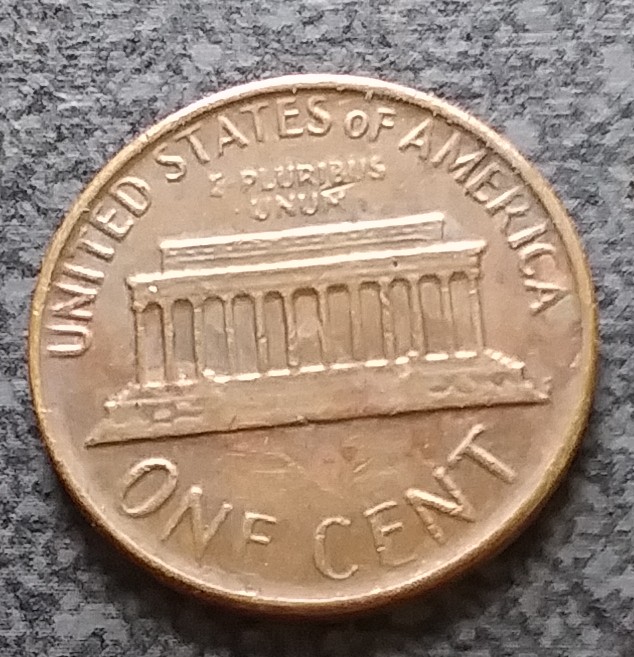 UNITED STATES OF AMERICA
E PLURIBUS
UNUM
ONE CENT